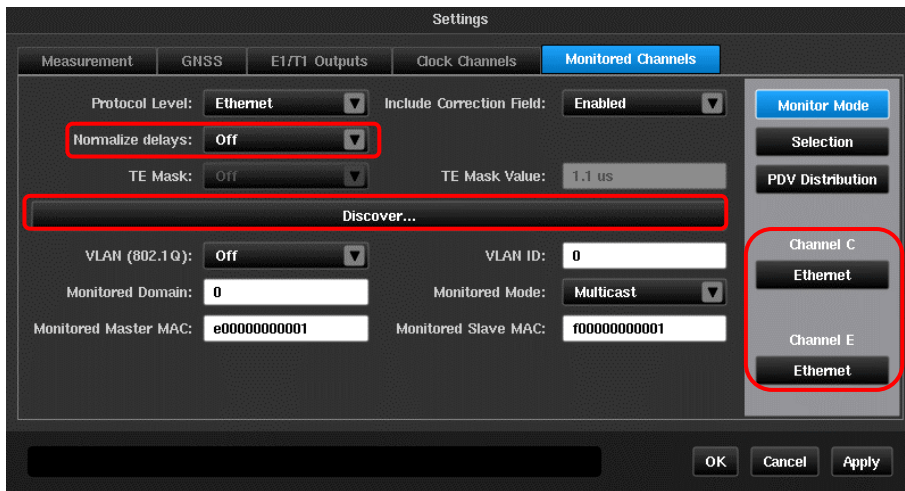 Settings
Measurement GNSS E1/T1 Outputs Clock Channels Monitored Channels
Protocol Level: Ethernet Include Correction Field: Enabled
Normalize delays: Off
TE Mask: Off TE Mask Value: 1.1 us
Discover...
VLAN (802.1Q): Off VLAN ID: 0
Monitored Domain: 0 Monitored Mode: Multicast
Monitored Master MAC: e00000000001 Monitored Slave MAC: f00000000001
Monitor Mode
Selection
PDV Distribution
Channel C
Ethernet
Channel E
Ethernet
OK Cancel Apply